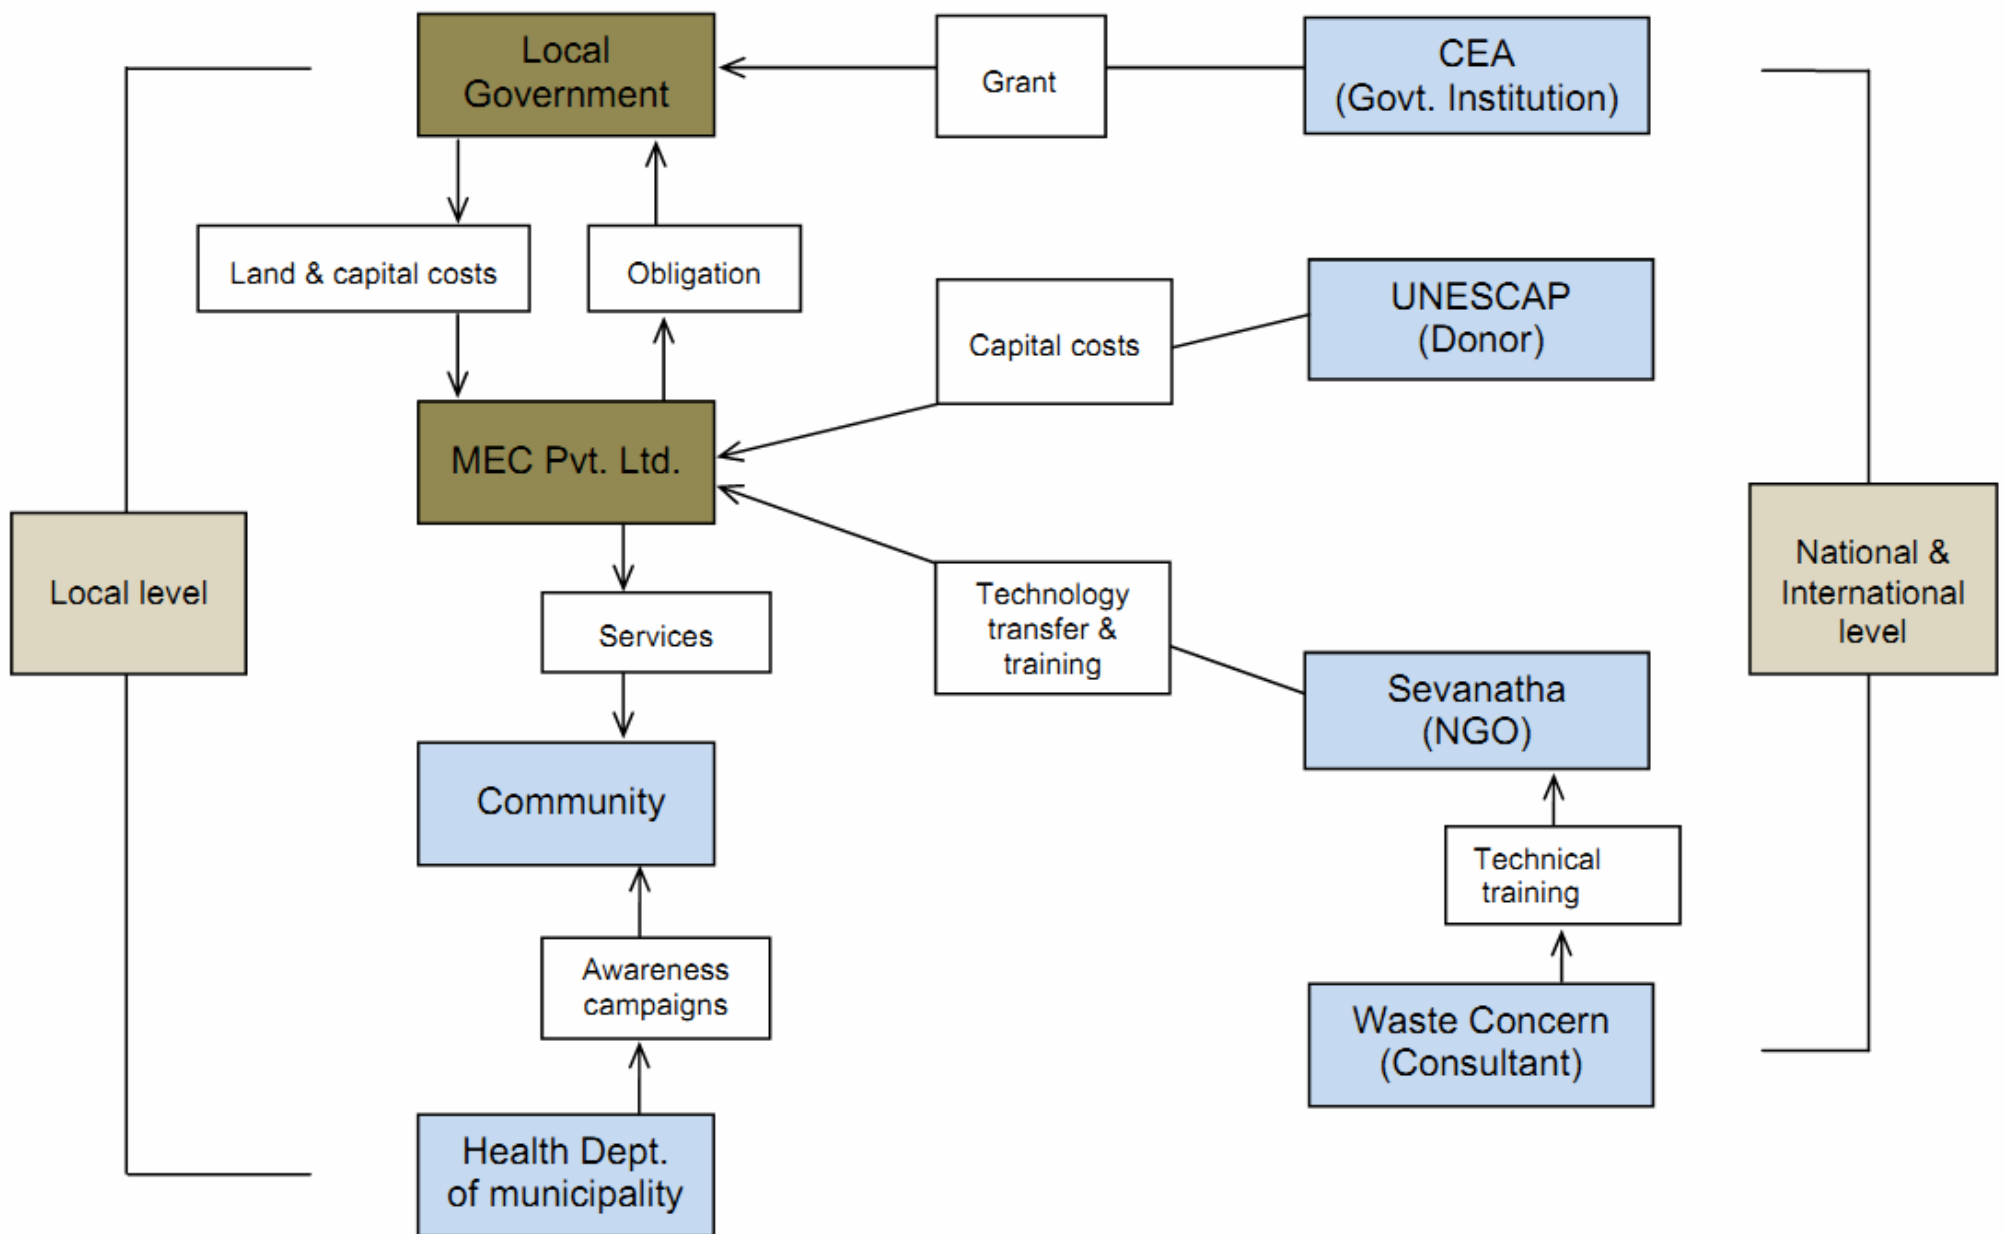 Local
Government
Grant
CEA
(Govt. Institution)
Land & capital costs
Obligation
Capital costs
UNESCAP
(Donor)
MEC Pvt. Ltd.
Local level
Services
Technology
transfer &
training
National &
International
level
Sevanatha
(NGO)
Community
Technical
training
Awareness
campaigns
Waste Concern
(Consultant)
Health Dept.
of municipality